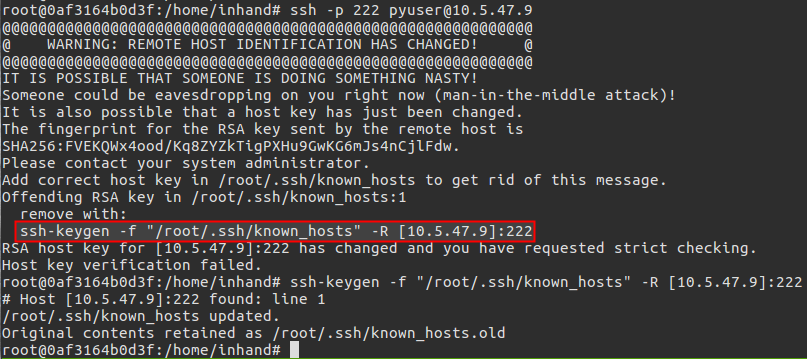 root@0af3164b0d3f:/home/inhand# ssh -p 222 pyuser@10.5.47.9
@@@@@@@@@@@@@@@@@@@@@@@@@@@@@@@@@@@@@@@@@@@@@@@@@@@@@@@@@@@
@    WARNING: REMOTE HOST IDENTIFICATION HAS CHANGED!     @
@@@@@@@@@@@@@@@@@@@@@@@@@@@@@@@@@@@@@@@@@@@@@@@@@@@@@@@@@@@
IT IS POSSIBLE THAT SOMEONE IS DOING SOMETHING NASTY!
Someone could be eavesdropping on you right now (man-in-the-middle attack)!
It is also possible that a host key has just been changed.
The fingerprint for the RSA key sent by the remote host is
SHA256:FVEKQWx4ood/Kq8ZYZkTigPXHu9GwKG6mJs4nCjlFdw.
Please contact your system administrator.
Add correct host key in /root/.ssh/known_hosts to get rid of this message.
Offending RSA key in /root/.ssh/known_hosts:1
  remove with:
  ssh-keygen -f "/root/.ssh/known_hosts" -R [10.5.47.9]:222
RSA host key for [10.5.47.9]:222 has changed and you have requested strict checking.
Host key verification failed.
root@0af3164b0d3f:/home/inhand# ssh-keygen -f "/root/.ssh/known_hosts" -R [10.5.47.9]:222
# Host [10.5.47.9]:222 found: line 1
/root/.ssh/known_hosts updated.
Original contents retained as /root/.ssh/known_hosts.old
root@0af3164b0d3f:/home/inhand#